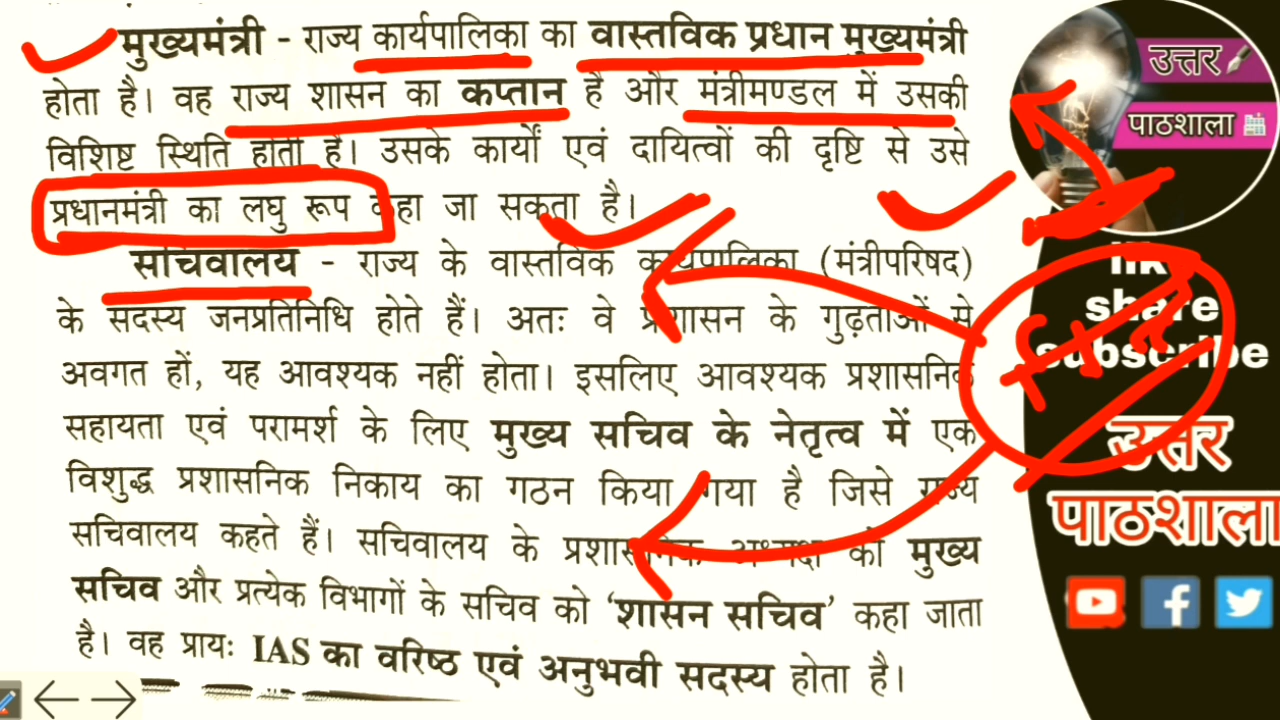 मुख्यमंत्री - राज्य कार्यपालिका का वास्तविक प्रधान मुख्यमंत्री
होता है। वह राज्य शासन का कप्तान है और मंत्रीमण्डल में उसकी
विशिष्ट स्थिति होती है। उसके कार्यों एवं दायित्वों की दृष्टि से उसे
प्रधानमंत्री का लघु रूप कहा जा सकता है।
सचिवालय - राज्य के वास्तविक कार्यपालिका (मंत्रीपरिषद)
के सदस्य जनप्रतिनिधि होते हैं। अतः वे प्रशासन के गुढ़ताओं से
अवगत हों, यह आवश्यक नहीं होता। इसलिए आवश्यक प्रशासनिक
सहायता एवं परामर्श के लिए मुख्य सचिव के नेतृत्व में एक
विशुद्ध प्रशासनिक निकाय का गठन किया गया है जिसे राज्य
सचिवालय कहते हैं। सचिवालय के प्रशासनिक अध्यक्ष को मुख्य
सचिव और प्रत्येक विभागों के सचिव को ‘शासन सचिव’ कहा जाता
है। वह प्रायः IAS का वरिष्ठ एवं अनुभवी सदस्य होता है।
उत्तर
पाठशाला
share
subscribe
उत्तर
पाठशाला